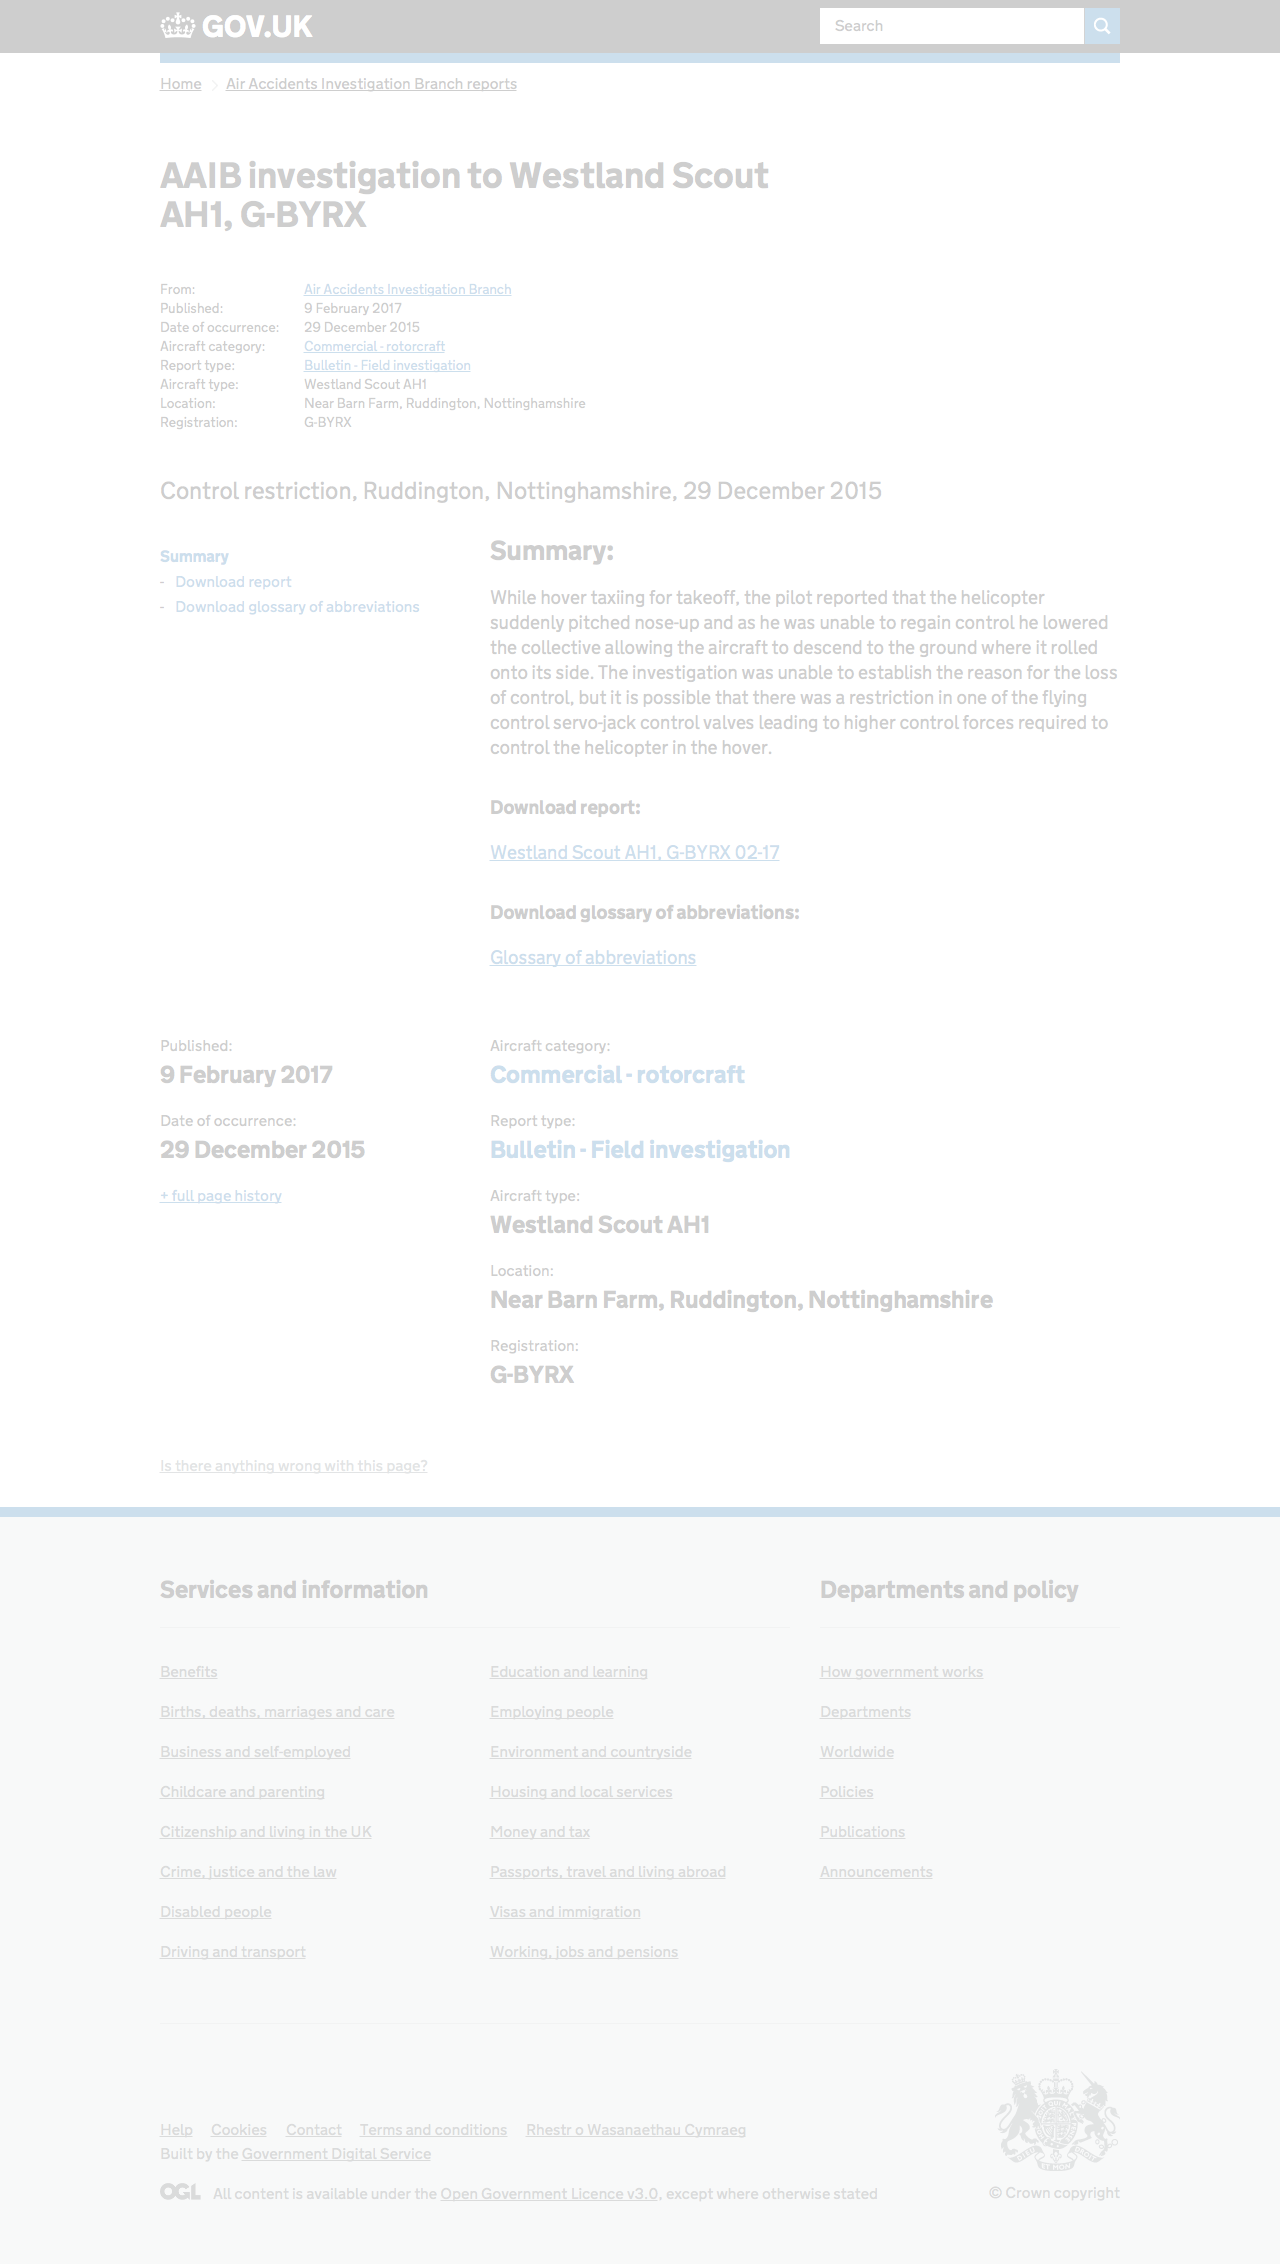 GOV.UK
Search
Home
Air Accidents Investigation Branch reports
AAIB investigation to Westland Scout
AH1, G-BYRX
From: Air Accidents Investigation Branch
Published: 9 February 2017
Date of occurrence: 29 December 2015
Aircraft category: Commercial - rotorcraft
Report type: Bulletin - Field investigation
Aircraft type: Westland Scout AH1
Location: Near Barn Farm, Ruddington, Nottinghamshire
Registration: G-BYRX
Control restriction, Ruddington, Nottinghamshire, 29 December 2015
Summary
- Download report
- Download glossary of abbreviations
Summary:
While hover taxiing for takeoff, the pilot reported that the helicopter
suddenly pitched nose-up and as he was unable to regain control he lowered
the collective allowing the aircraft to descend to the ground where it rolled
onto its side. The investigation was unable to establish the reason for the loss
of control, but it is possible that there was a restriction in one of the flying
control servo-jack control valves leading to higher control forces required to
control the helicopter in the hover.
Download report:
Westland Scout AH1, G-BYRX 02-17
Download glossary of abbreviations:
Glossary of abbreviations
Published:
9 February 2017
Date of occurrence:
29 December 2015
+ full page history
Aircraft category:
Commercial - rotorcraft
Report type:
Bulletin - Field investigation
Aircraft type:
Westland Scout AH1
Location:
Near Barn Farm, Ruddington, Nottinghamshire
Registration:
G-BYRX
Is there anything wrong with this page?
Services and information
Benefits
Births, deaths, marriages and care
Business and self-employed
Childcare and parenting
Citizenship and living in the UK
Crime, justice and the law
Disabled people
Driving and transport
Education and learning
Employing people
Environment and countryside
Housing and local services
Money and tax
Passports, travel and living abroad
Visas and immigration
Working, jobs and pensions
Departments and policy
How government works
Departments
Worldwide
Policies
Publications
Announcements
Help Cookies Contact Terms and conditions Rhestr o Wasanaethau Cymraeg
Built by the Government Digital Service
OGL All content is available under the Open Government Licence v3.0, except where otherwise stated
© Crown copyright